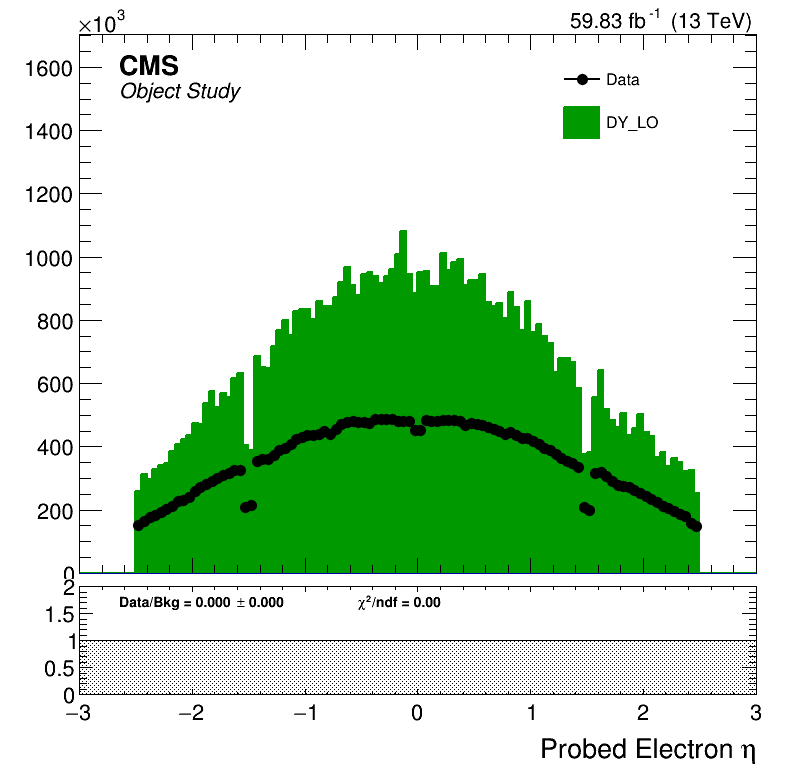 ×10³
59.83 fb⁻¹ (13 TeV)
CMS
Object Study
Data
DY_LO
1600
1400
1200
1000
800
600
400
200
0
Data/Bkg = 0.000 ± 0.000
χ²/ndf = 0.00
2
1.5
1
0.5
0
−3 −2 −1 0 1 2 3
Probed Electron η